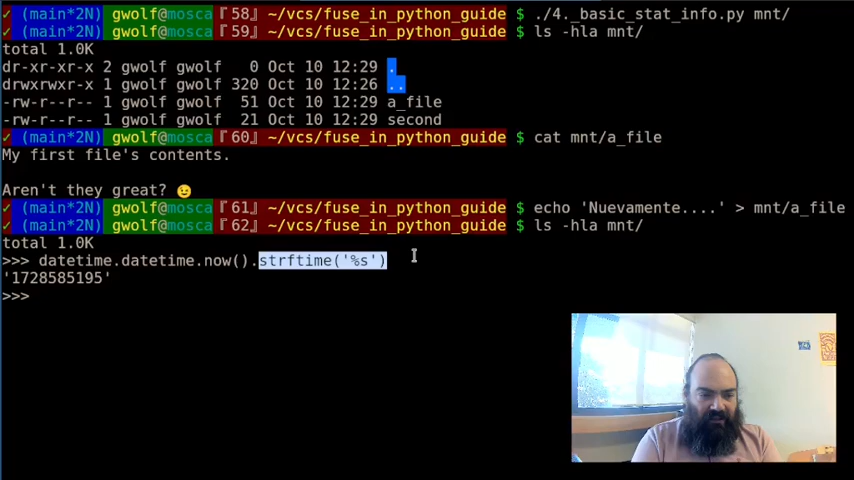 ✓ (main*2N) gwolf@mosca『58』~/vcs/fuse_in_python_guide $ ./4._basic_stat_info.py mnt/
✓ (main*2N) gwolf@mosca『59』~/vcs/fuse_in_python_guide $ ls -hla mnt/
total 1.0K
dr-xr-xr-x 2 gwolf gwolf   0 Oct 10 12:29 .
drwxrwxr-x 1 gwolf gwolf 320 Oct 10 12:26 ..
-rw-r--r-- 1 gwolf gwolf  51 Oct 10 12:29 a_file
-rw-r--r-- 1 gwolf gwolf  21 Oct 10 12:29 second
✓ (main*2N) gwolf@mosca『60』~/vcs/fuse_in_python_guide $ cat mnt/a_file
My first file's contents.
Aren't they great? 😉
✓ (main*2N) gwolf@mosca『61』~/vcs/fuse_in_python_guide $ echo 'Nuevamente....' > mnt/a_file
✓ (main*2N) gwolf@mosca『62』~/vcs/fuse_in_python_guide $ ls -hla mnt/
total 1.0K
>>> datetime.datetime.now().strftime('%s')
'1728585195'
>>>